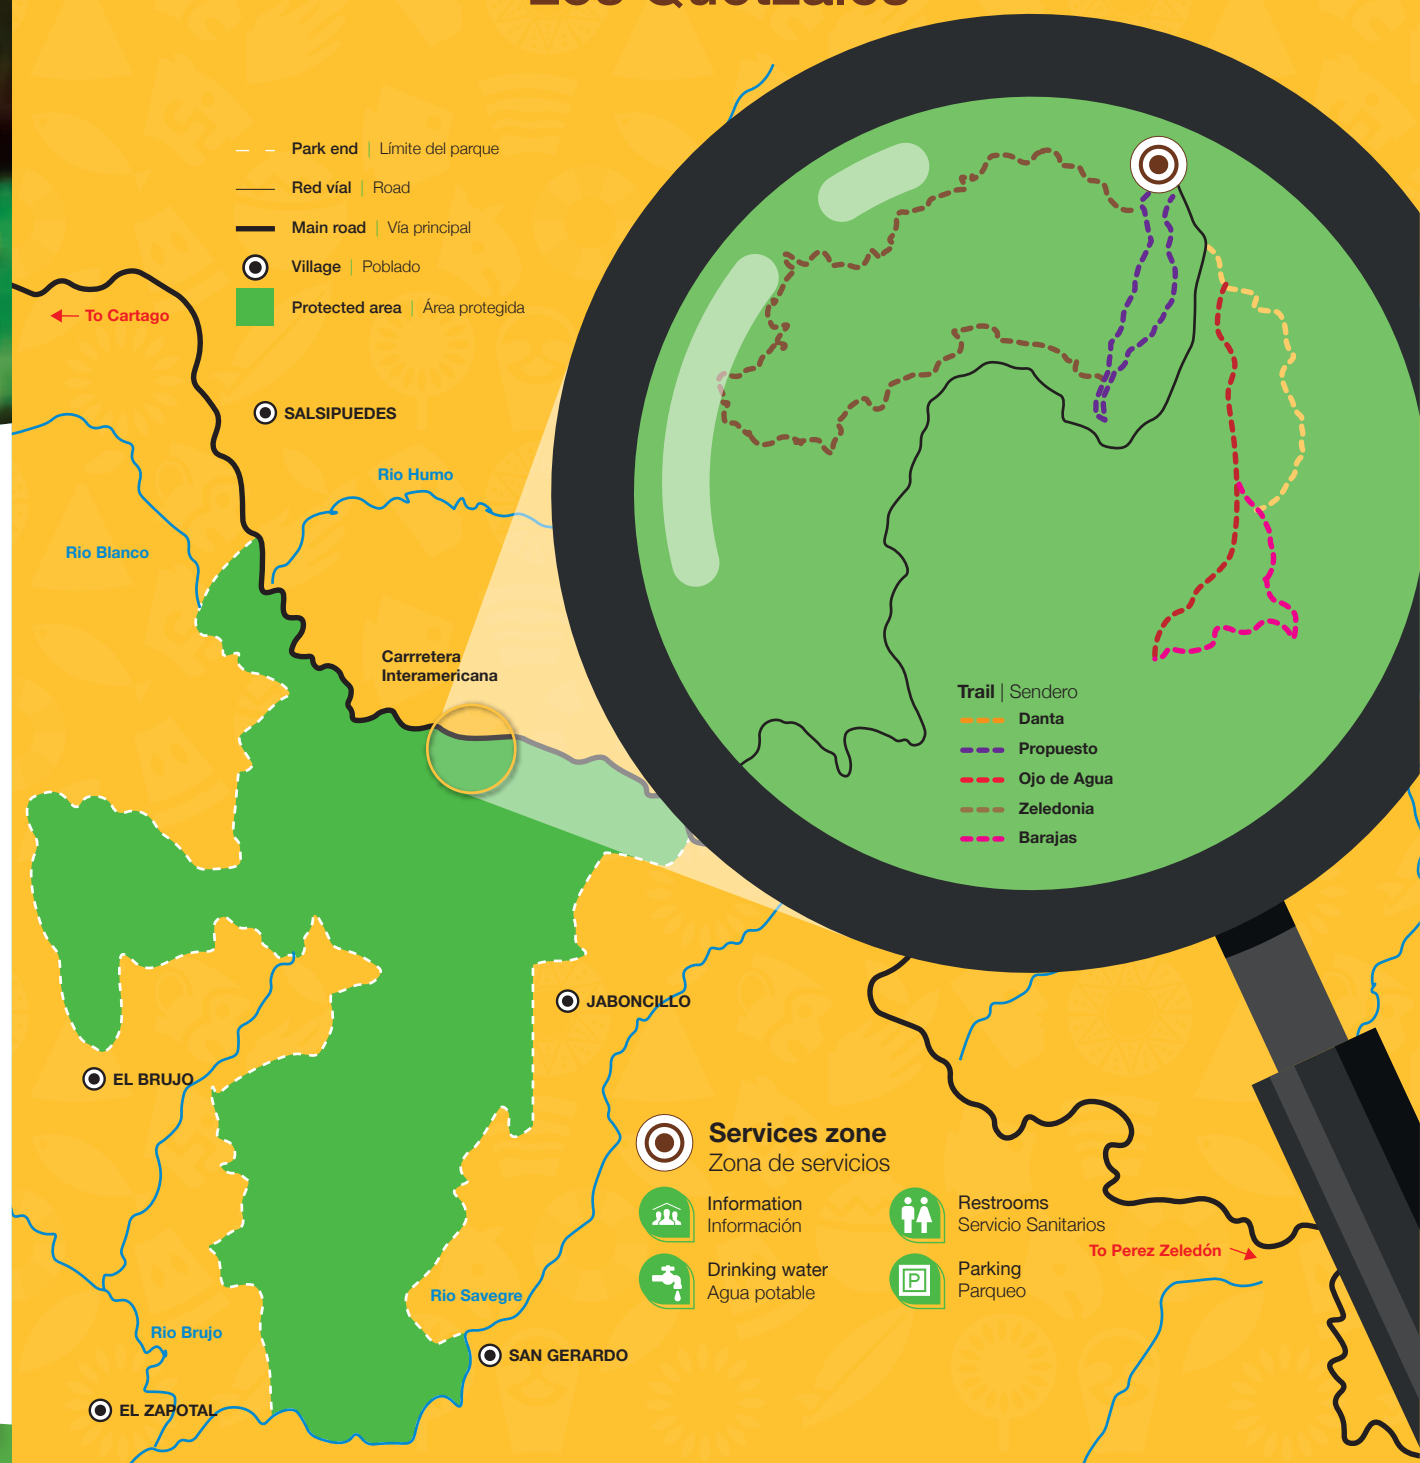 Los Quetzales
Park end | Límite del parque
Red víal | Road
Main road | Vía principal
Village | Poblado
Protected area | Área protegida
To Cartago
SALSIPUEDES
Rio Humo
Rio Blanco
Carrretera
Interamericana
Trail | Sendero
Danta
Propuesto
Ojo de Agua
Zeledonia
Barajas
JABONCILLO
EL BRUJO
Services zone
Zona de servicios
Information
Información
Restrooms
Servicio Sanitarios
Drinking water
Agua potable
Parking
Parqueo
P
To Perez Zeledón
Rio Savegre
Rio Brujo
SAN GERARDO
EL ZAPOTAL